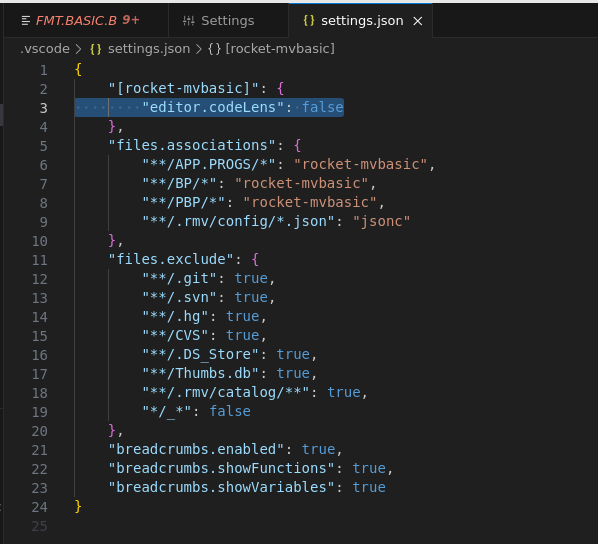 FMT.BASIC.B 9+ Settings {} settings.json ×
.vscode > {} settings.json > {} [rocket-mvbasic]
1 {
2 "[rocket-mvbasic]": {
3 "editor.codeLens": false
4 },
5 "files.associations": {
6 "**/APP.PROGS/*": "rocket-mvbasic",
7 "**/BP/*": "rocket-mvbasic",
8 "**/PBP/*": "rocket-mvbasic",
9 "**/.rmv/config/*.json": "jsonc"
10 },
11 "files.exclude": {
12 "**/.git": true,
13 "**/.svn": true,
14 "**/.hg": true,
15 "**/CVS": true,
16 "**/.DS_Store": true,
17 "**/Thumbs.db": true,
18 "**/.rmv/catalog/**": true,
19 "*/_*": false
20 },
21 "breadcrumbs.enabled": true,
22 "breadcrumbs.showFunctions": true,
23 "breadcrumbs.showVariables": true
24 }
25